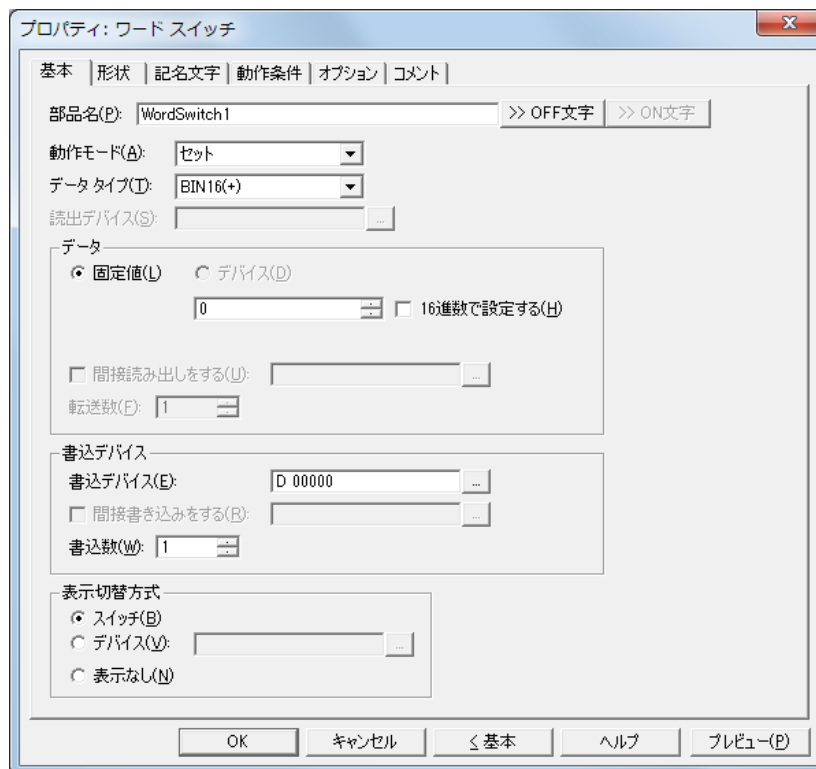 プロパティ: ワード スイッチ
基本 形状 記名文字 動作条件 オプション コメント
部品名(P): WordSwitch1 >> OFF文字 >> ON文字
動作モード(A): セット
データ タイプ(T): BIN16(+)
読出デバイス(S): ...
データ
固定値(L) デバイス(D)
0 16進数で設定する(H)
間接読み出しをする(U): ...
転送数(F): 1
書込デバイス
書込デバイス(E): D 00000 ...
間接書き込みをする(R): ...
書込数(W): 1
表示切替方式
スイッチ(B)
デバイス(V): ...
表示なし(N)
OK キャンセル < 基本 ヘルプ プレビュー(P)